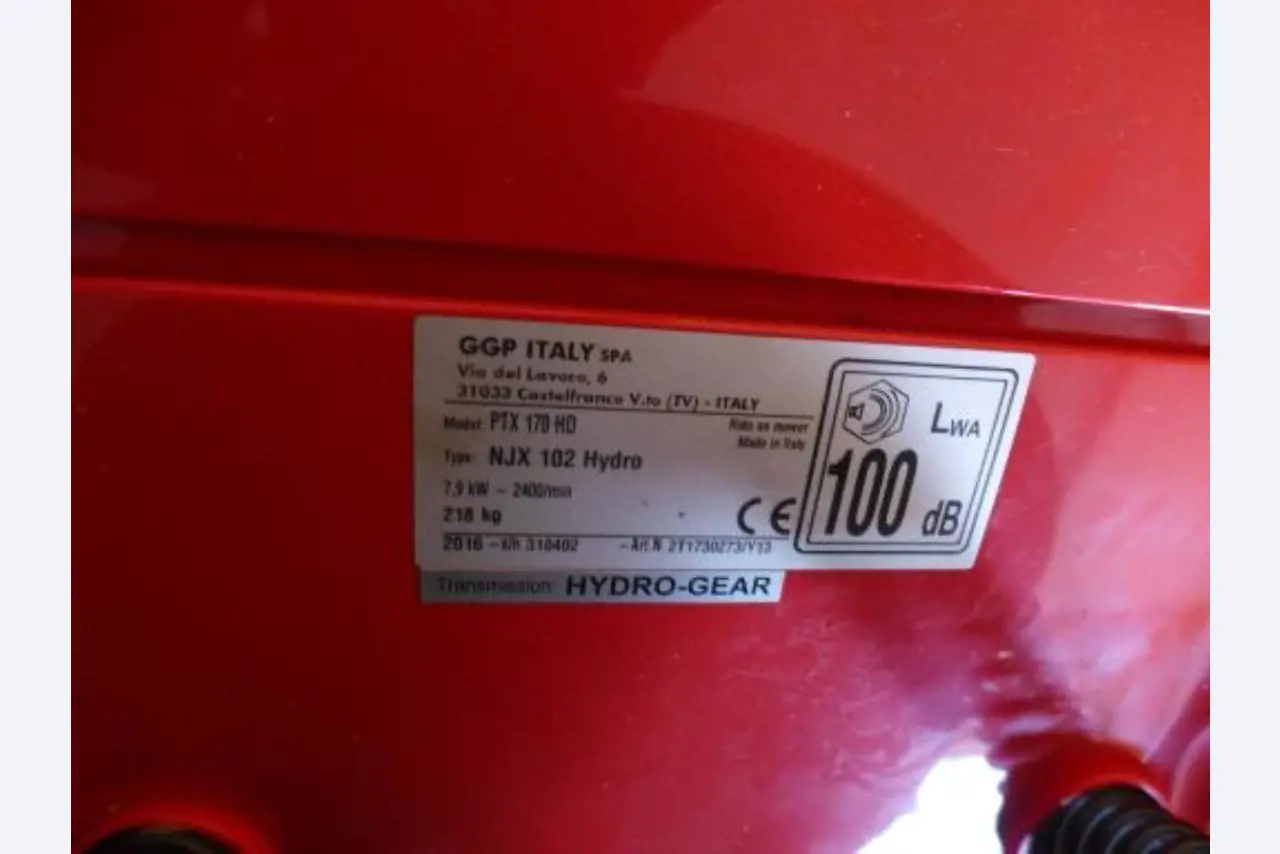 GGP ITALY SPA
Via del Lavoro, 6
31033 Castelfranco V.to (TV) - ITALY
Model: PTX 170 HD
Ride on mower
Made in Italy
Type: NJX 102 Hydro
7,9 kW – 2400/min
218 kg
CE
2016 – s/n 310402 – Art.N 2T1730273/Y13
LWA
100 dB
Transmission: HYDRO-GEAR